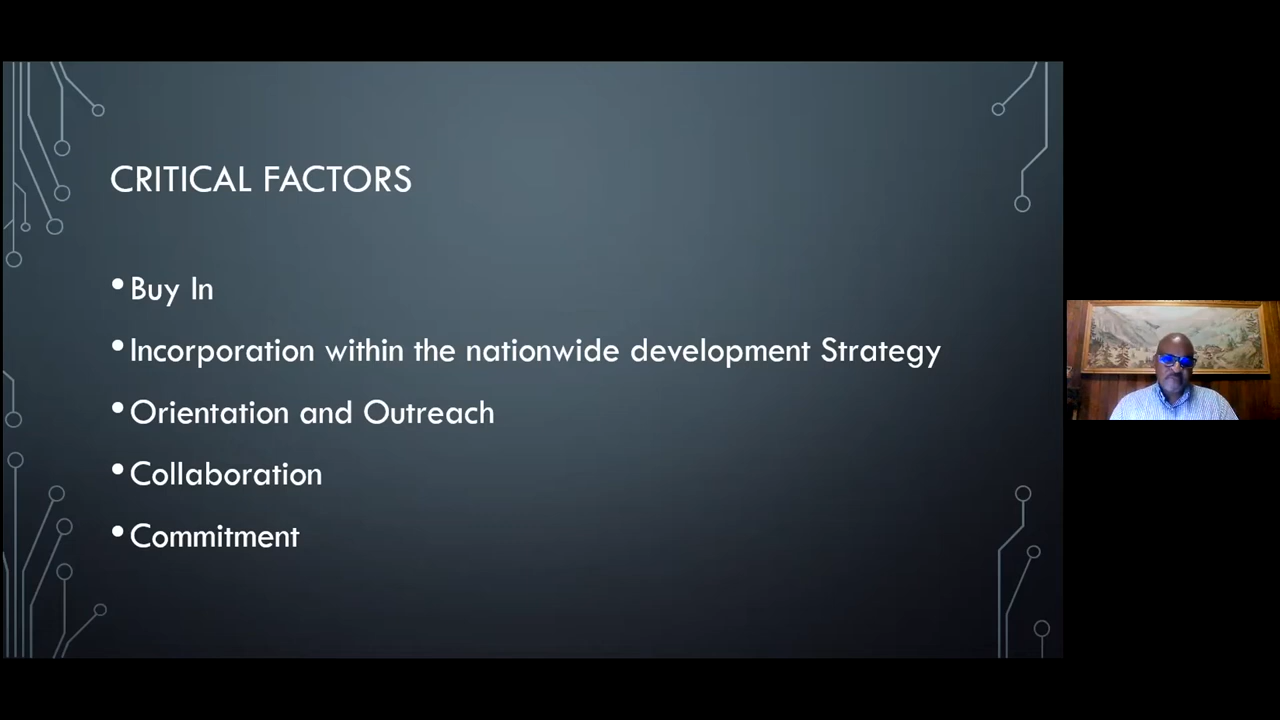 CRITICAL FACTORS
•Buy In
•Incorporation within the nationwide development Strategy
•Orientation and Outreach
•Collaboration
•Commitment